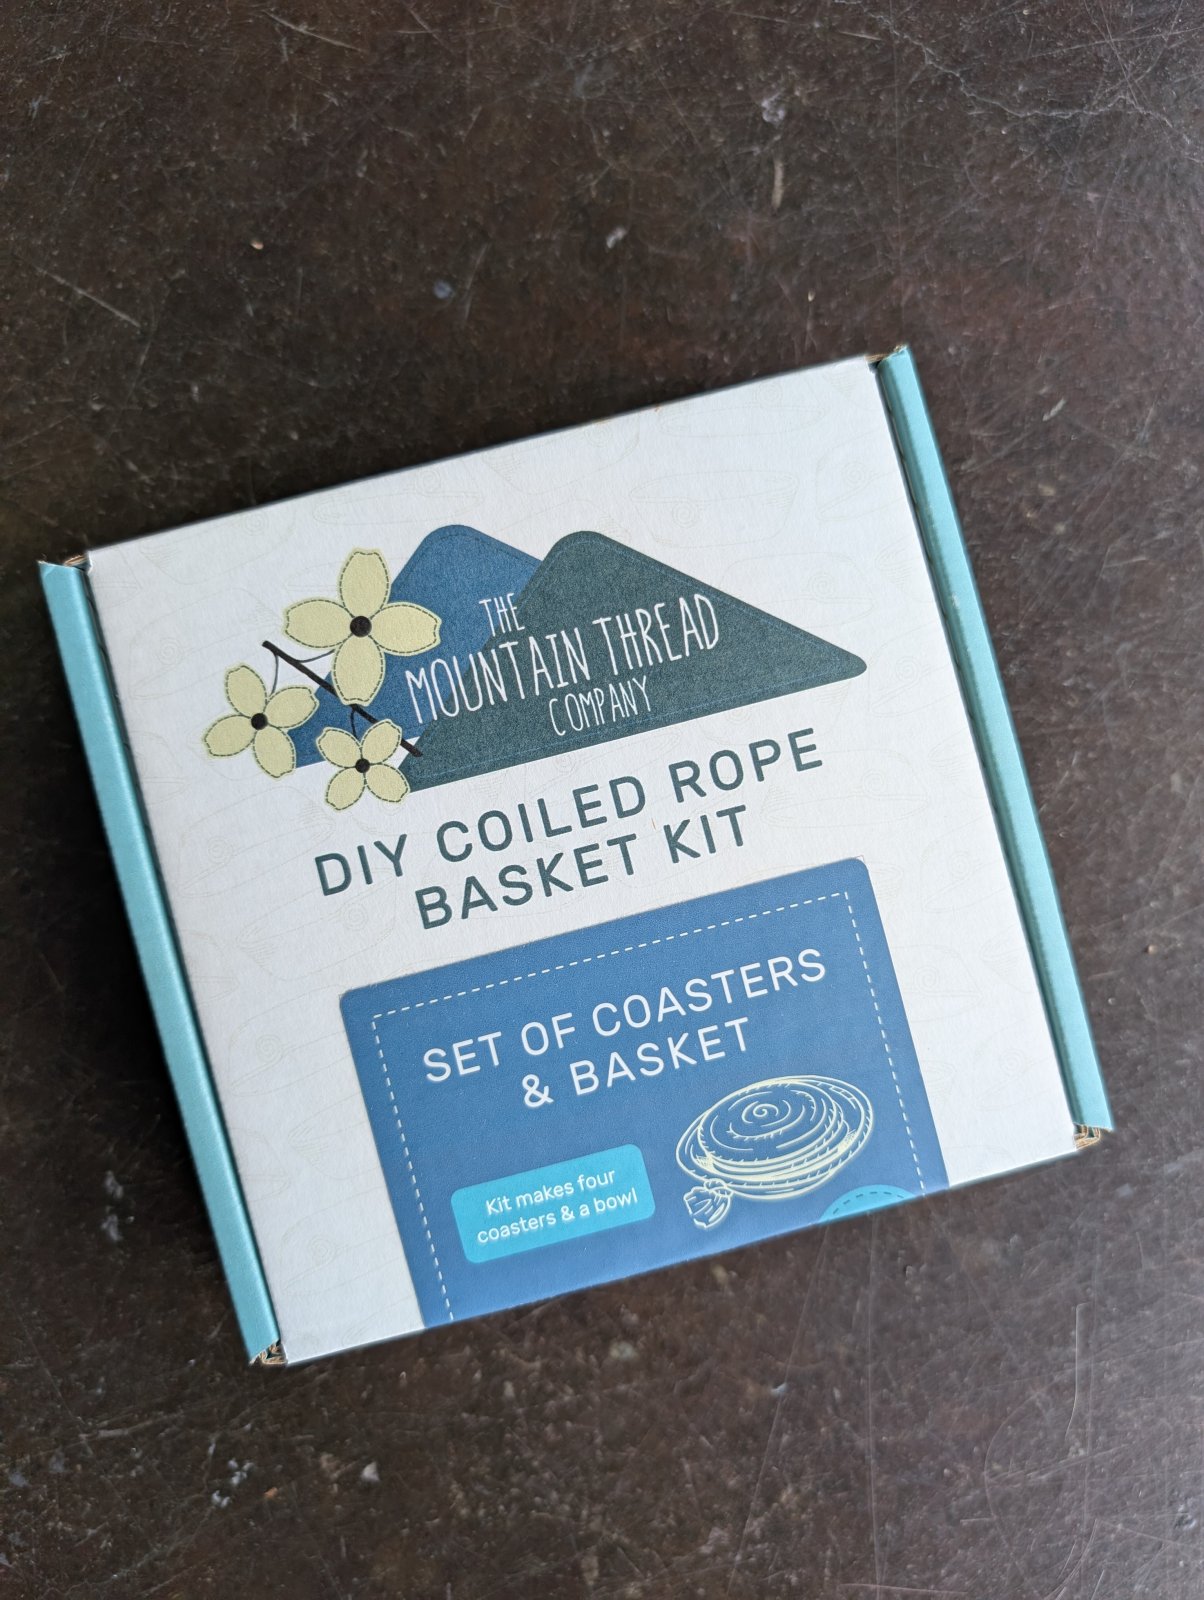 THE
MOUNTAIN THREAD
COMPANY
DIY COILED ROPE
BASKET KIT
SET OF COASTERS
& BASKET
Kit makes four
coasters & a bowl